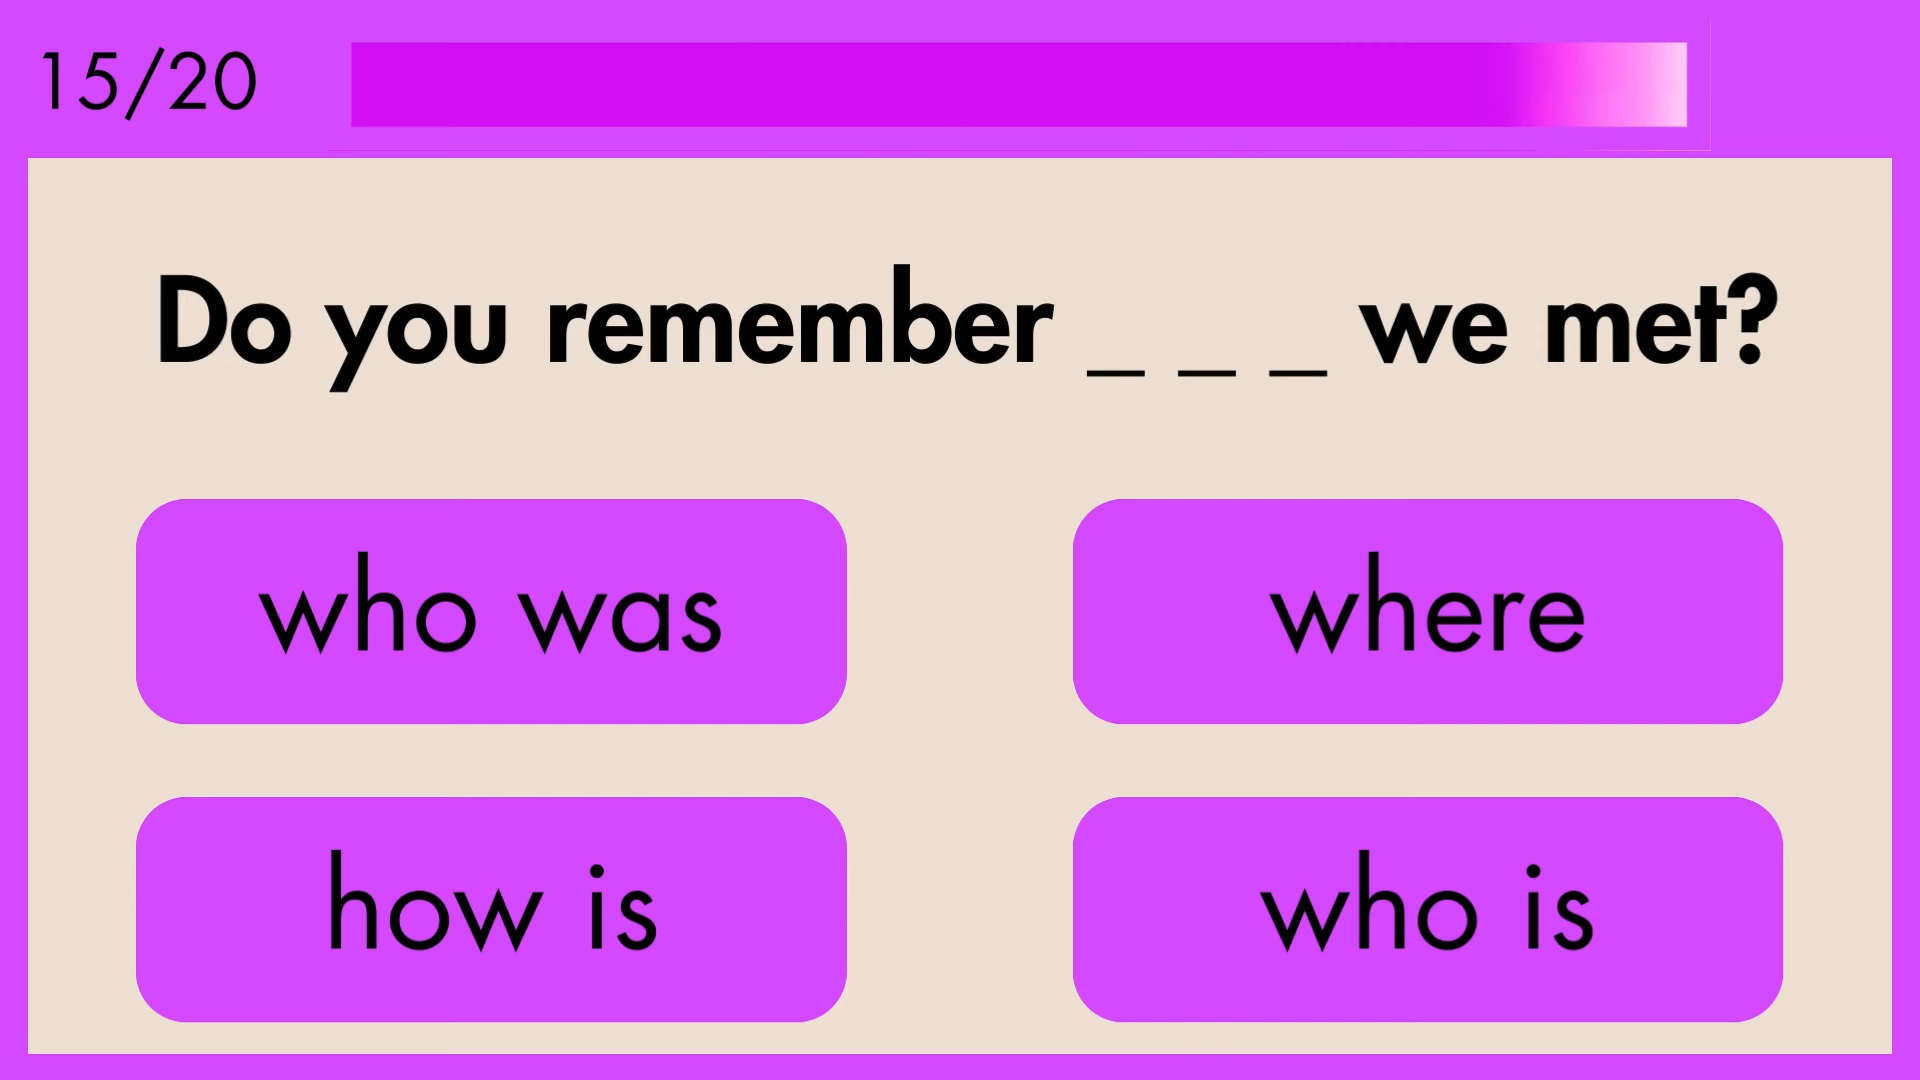 15/20
Do you remember _ _ _ we met?
who was
where
how is
who is